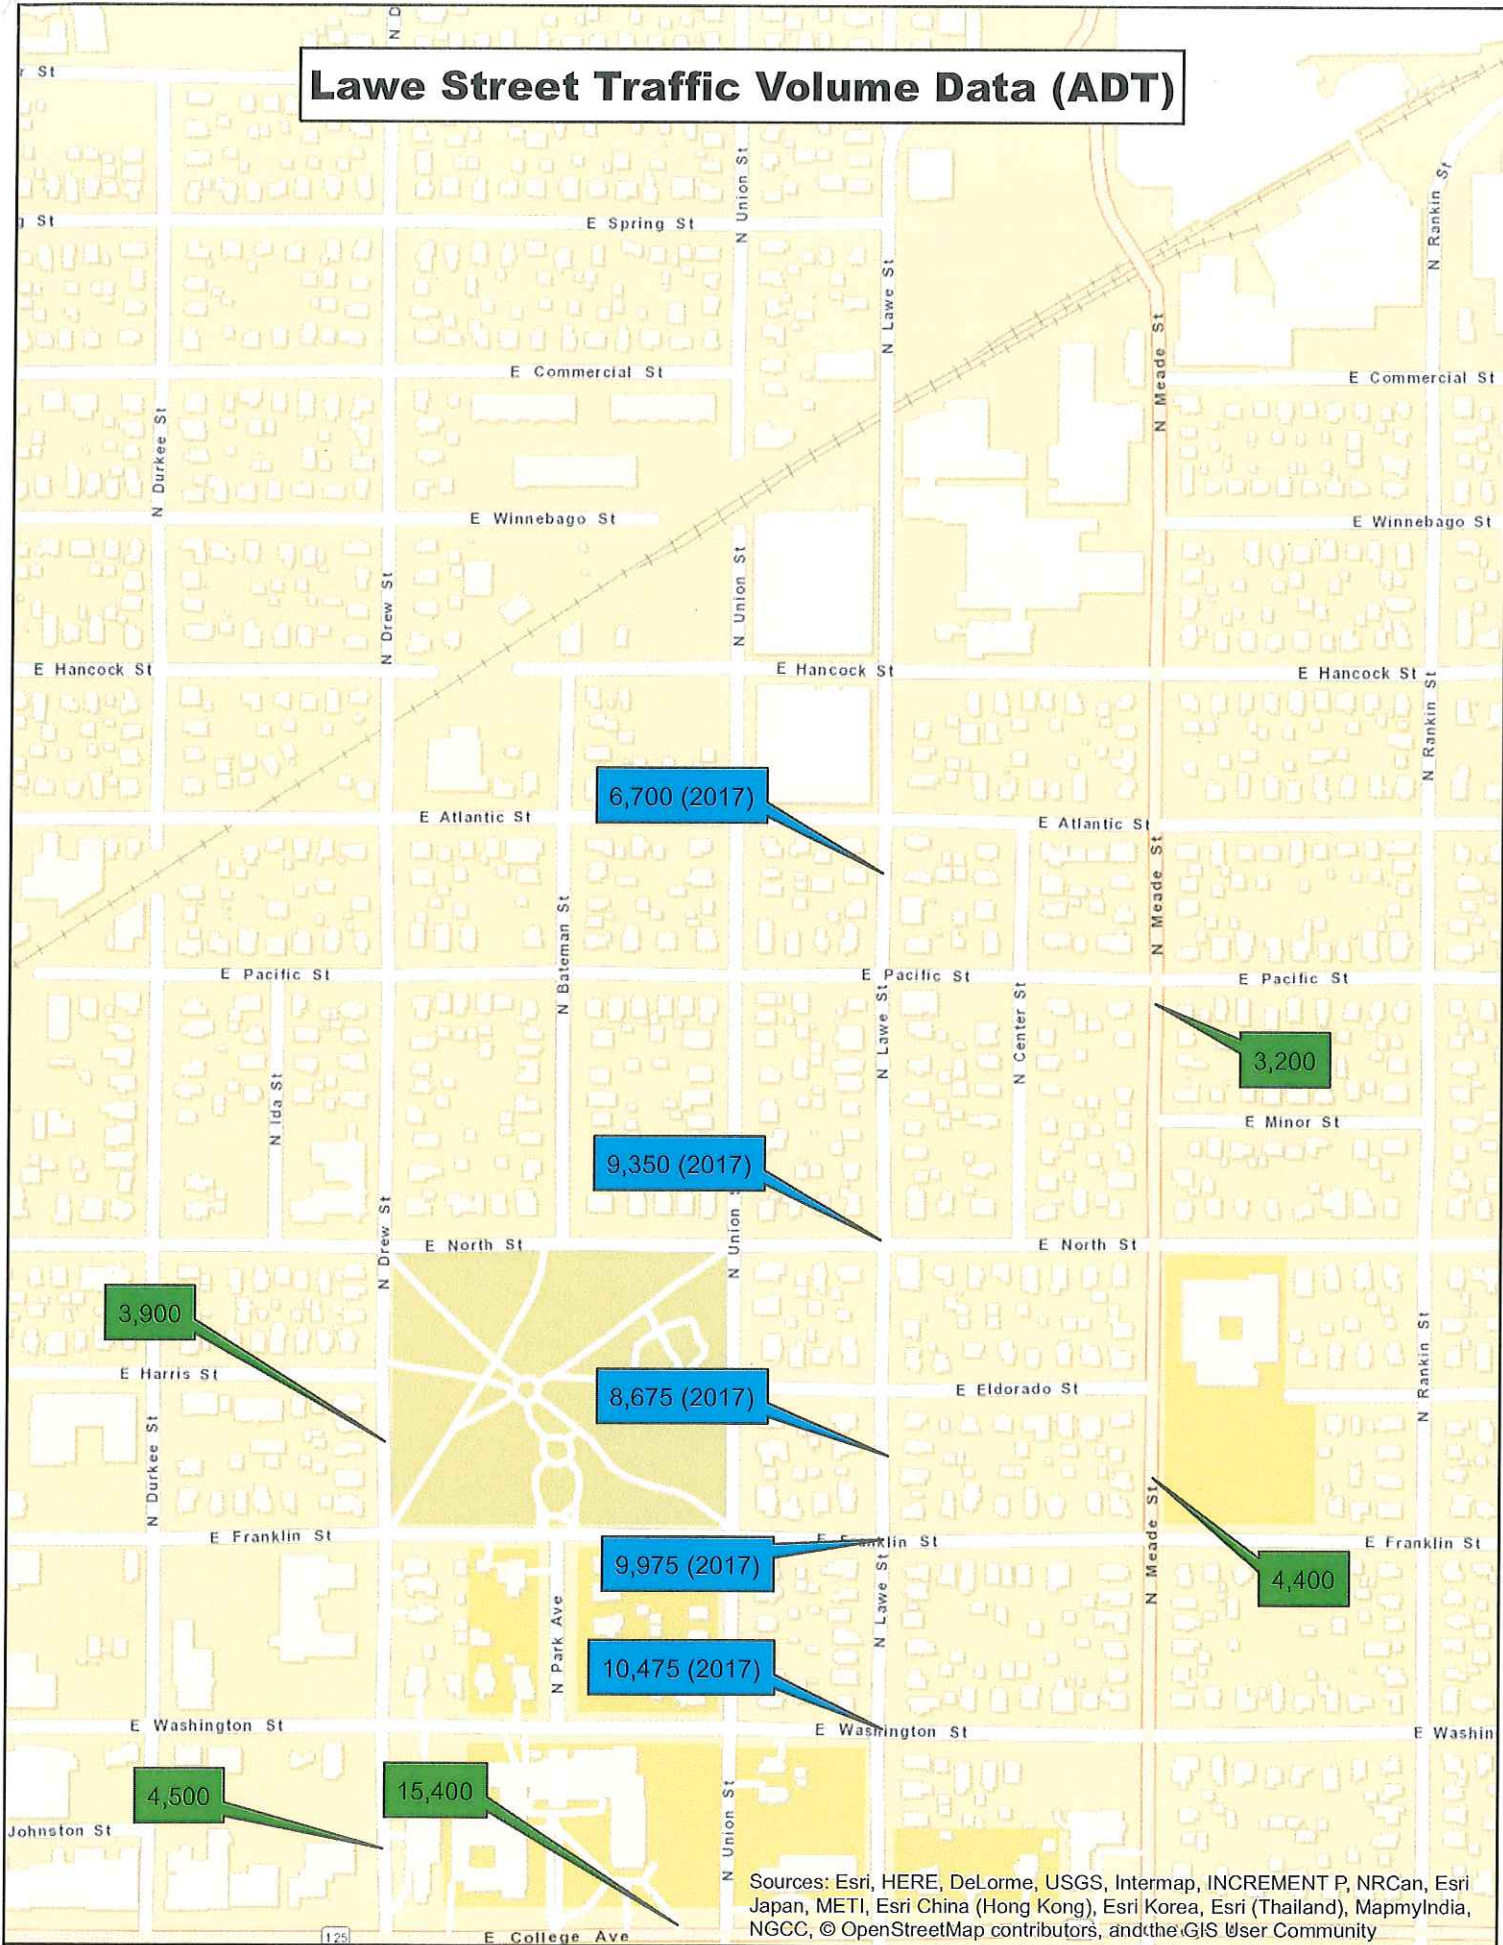 N D
Lawe Street Traffic Volume Data (ADT)
r St
N Union St
N Rankin St
g St
E Spring St
N Lawe St
N Meade St
E Commercial St
E Commercial St
N Durkee St
E Winnebago St
E Winnebago St
N Drew St
N Union St
E Hancock St
E Hancock St
E Hancock St
N Rankin St
6,700 (2017)
E Atlantic St
E Atlantic St
N Meade St
N Bateman St
E Pacific St
E Pacific St
E Pacific St
N Lawe St
N Center St
3,200
N Ida St
E Minor St
9,350 (2017)
N Drew St
N Union S
E North St
E North St
3,900
N Rankin St
E Harris St
8,675 (2017)
E Eldorado St
N Durkee St
N Meade St
E Franklin St
E Franklin St
E Franklin St
9,975 (2017)
4,400
N Lawe St
N Park Ave
10,475 (2017)
E Washington St
E Washington St
E Washin
4,500
15,400
N Union St
Johnston St
Sources: Esri, HERE, DeLorme, USGS, Intermap, INCREMENT P, NRCan, Esri
Japan, METI, Esri China (Hong Kong), Esri Korea, Esri (Thailand), MapmyIndia,
NGCC, © OpenStreetMap contributors, and the GIS User Community
125
E College Ave